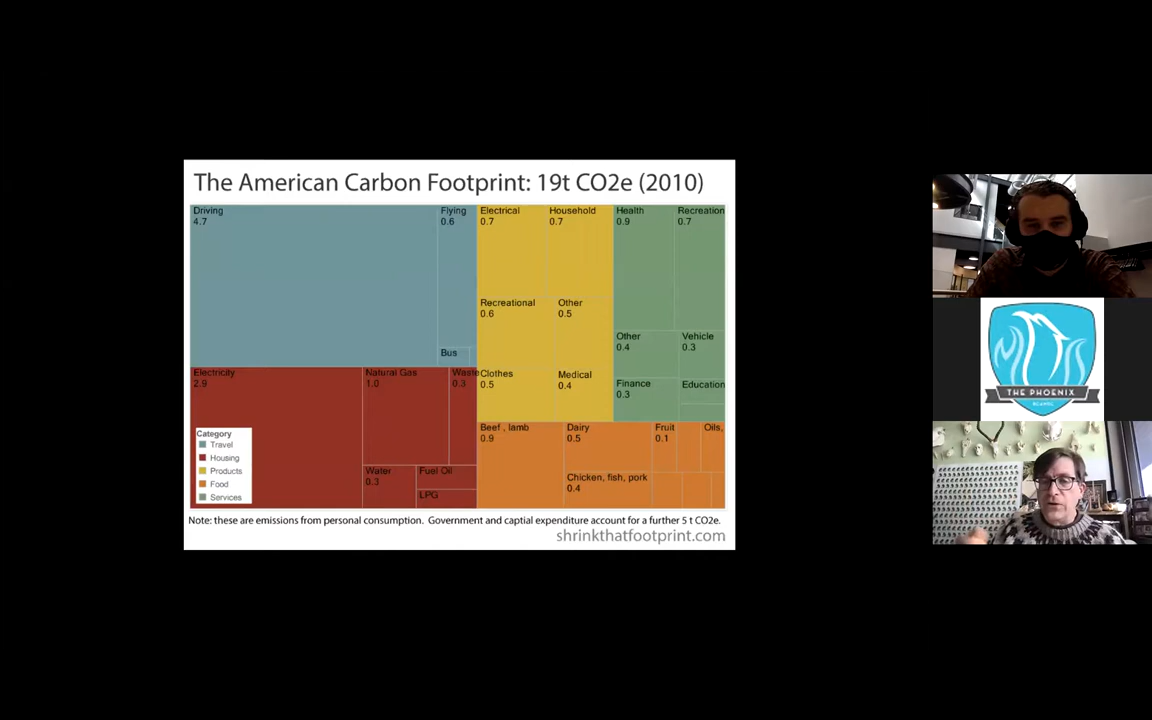 The American Carbon Footprint: 19t CO2e (2010)
Driving
4.7
Flying
0.6
Bus
Electrical
0.7
Household
0.7
Recreational
0.6
Other
0.5
Clothes
0.5
Medical
0.4
Health
0.9
Recreation
0.7
Other
0.4
Vehicle
0.3
Finance
0.3
Education
Electricity
2.9
Natural Gas
1.0
Waste
0.3
Water
0.3
Fuel Oil
LPG
Beef , lamb
0.9
Dairy
0.5
Chicken, fish, pork
0.4
Fruit
0.1
Oils,
Category
Travel
Housing
Products
Food
Services
Note: these are emissions from personal consumption. Government and captial expenditure account for a further 5 t CO2e.
shrinkthatfootprint.com
THE PHOENIX